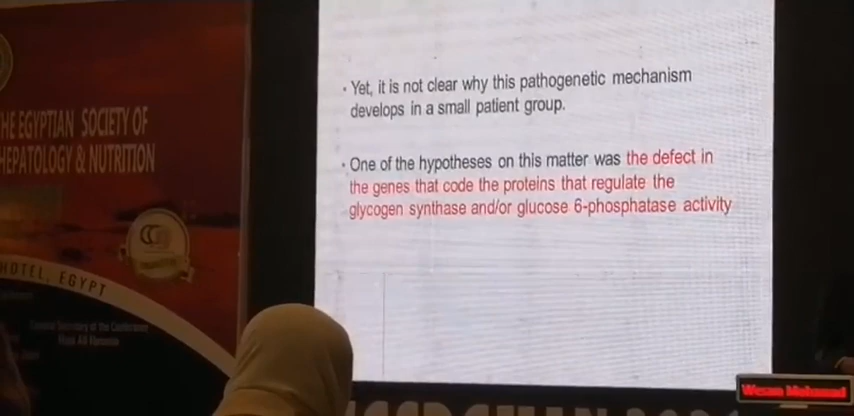 THE EGYPTIAN SOCIETY OF
HEPATOLOGY & NUTRITION
HOTEL, EGYPT
• Yet, it is not clear why this pathogenetic mechanism
develops in a small patient group.
• One of the hypotheses on this matter was the defect in
the genes that code the proteins that regulate the
glycogen synthase and/or glucose 6-phosphatase activity
Wesam Mohamad